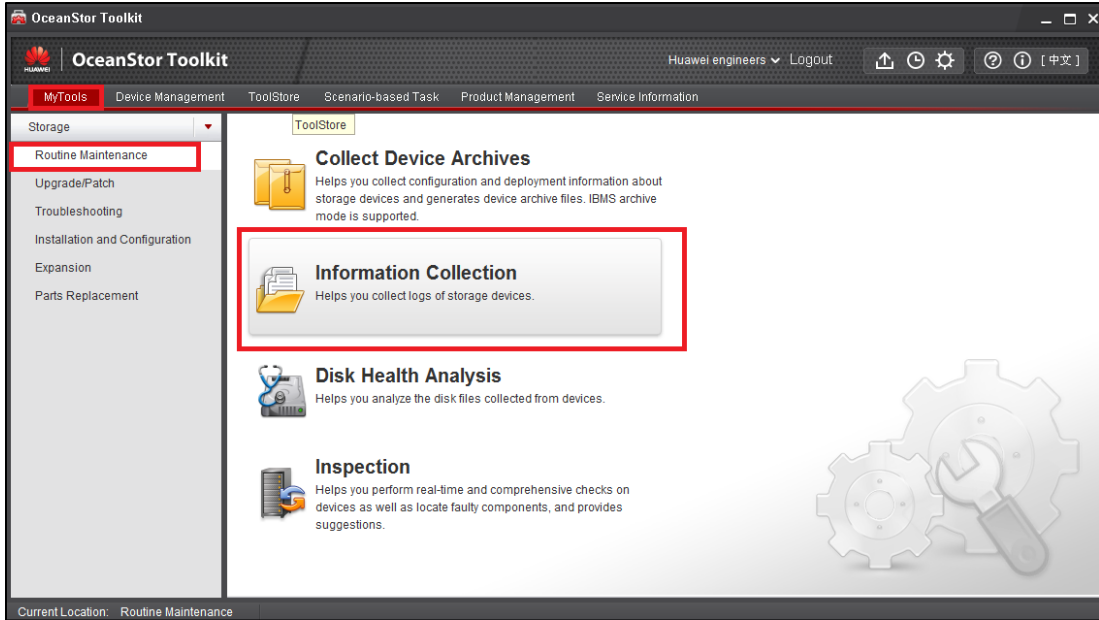 OceanStor Toolkit
HUAWEI OceanStor Toolkit Huawei engineers Logout [中文]
MyTools Device Management ToolStore Scenario-based Task Product Management Service Information
Storage
ToolStore
Routine Maintenance
Upgrade/Patch
Troubleshooting
Installation and Configuration
Expansion
Parts Replacement
Collect Device Archives
Helps you collect configuration and deployment information about
storage devices and generates device archive files. IBMS archive
mode is supported.
Information Collection
Helps you collect logs of storage devices.
Disk Health Analysis
Helps you analyze the disk files collected from devices.
Inspection
Helps you perform real-time and comprehensive checks on
devices as well as locate faulty components, and provides
suggestions.
Current Location: Routine Maintenance